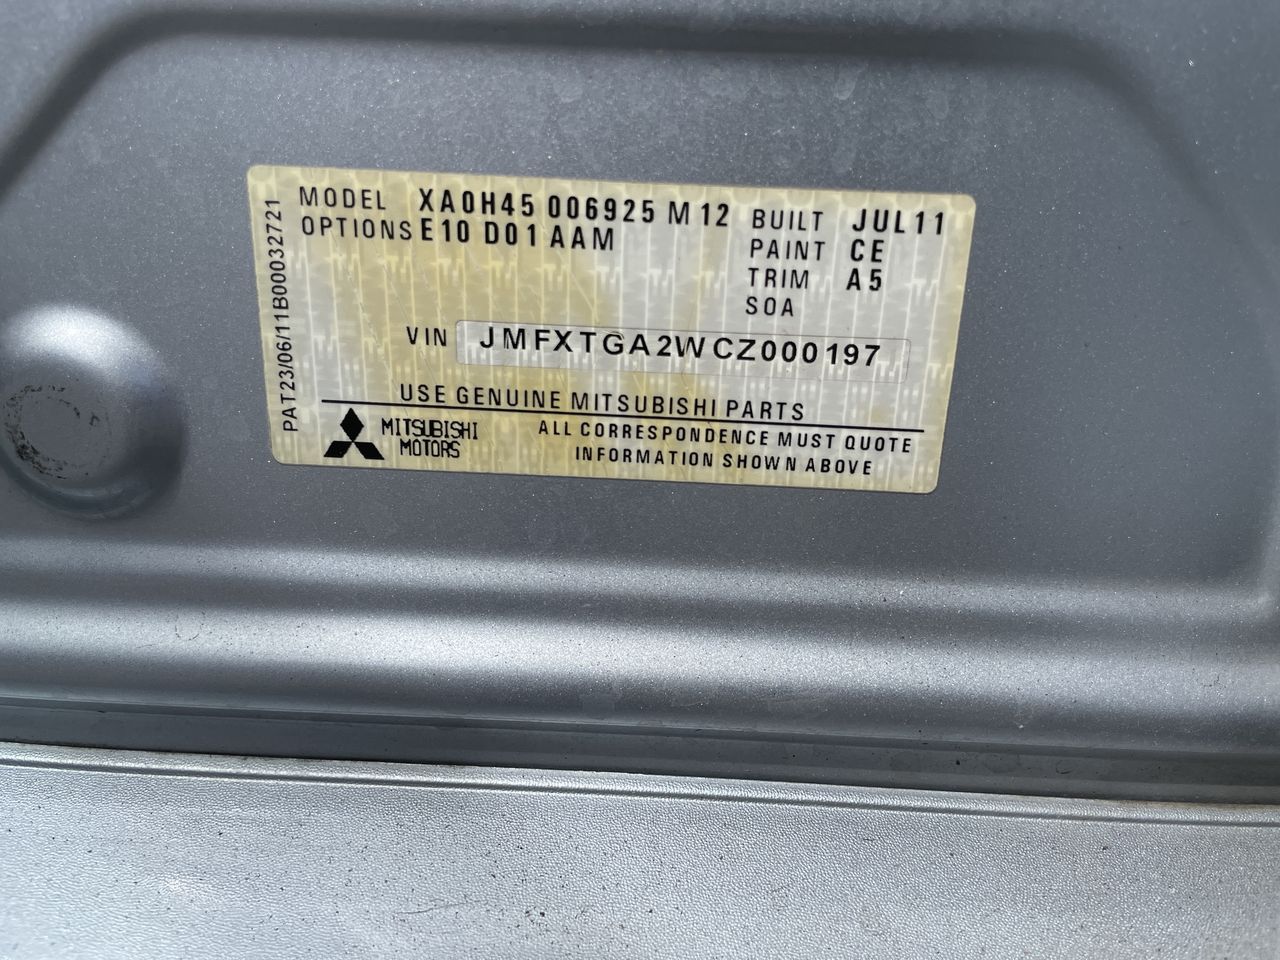 MODEL XA0H45 006925 M12 BUILT JUL11
OPTIONS E10 D01 AAM PAINT CE
TRIM A5
SOA
VIN JMFXTGA2WCZ000197
USE GENUINE MITSUBISHI PARTS
MITSUBISHI MOTORS
ALL CORRESPONDENCE MUST QUOTE
INFORMATION SHOWN ABOVE
PAT23/06/11B00032721